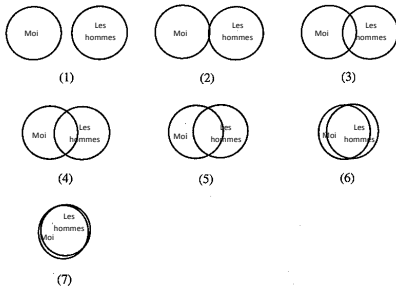 Moi
Les
hommes
(1)
Moi
Les
hommes
(2)
Moi
Les
hommes
(3)
Moi
Les
hommes
(4)
Moi
Les
hommes
(5)
Moi
Les
hommes
(6)
Les
hommes
Moi
(7)